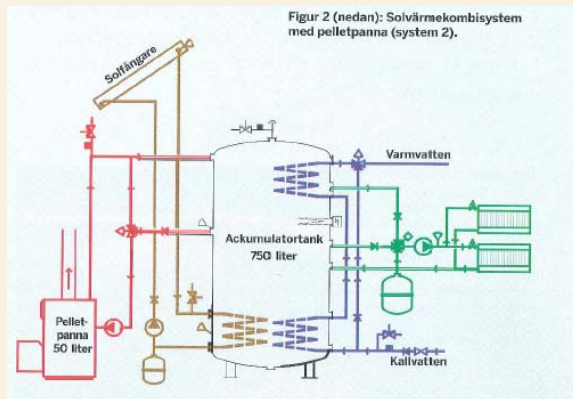 Figur 2 (nedan): Solvärmekombisystem
med pelletpanna (system 2).
Solfångare
Varmvatten
Ackumulatortank
750 liter
Pellet-
panna
50 liter
Kallvatten